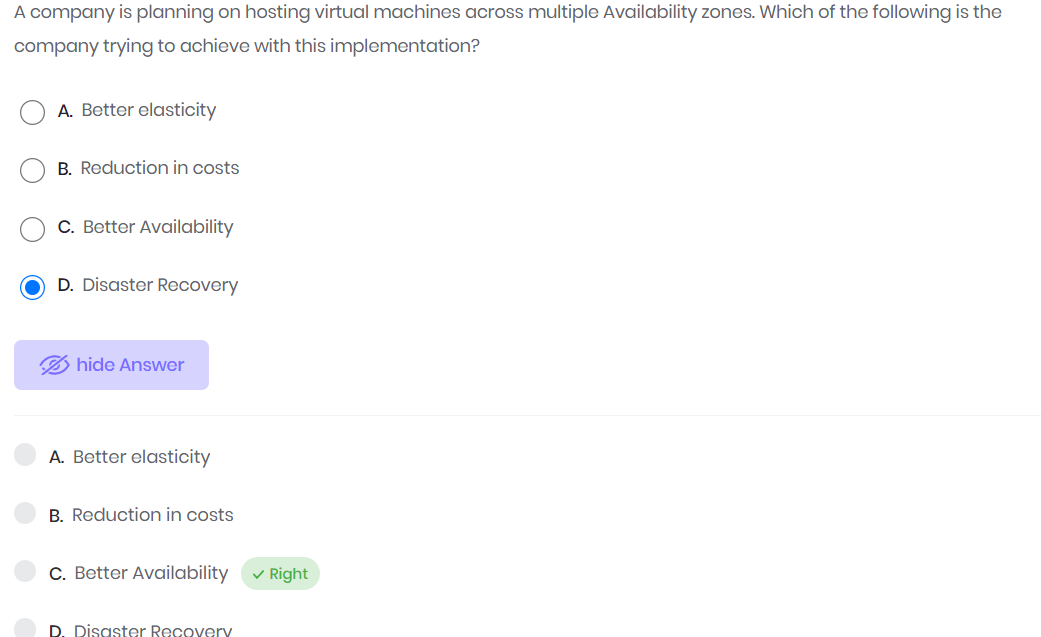 A company is planning on hosting virtual machines across multiple Availability zones. Which of the following is the
company trying to achieve with this implementation?
A. Better elasticity
B. Reduction in costs
C. Better Availability
D. Disaster Recovery
hide Answer
A. Better elasticity
B. Reduction in costs
C. Better Availability Right
D. Disaster Recovery